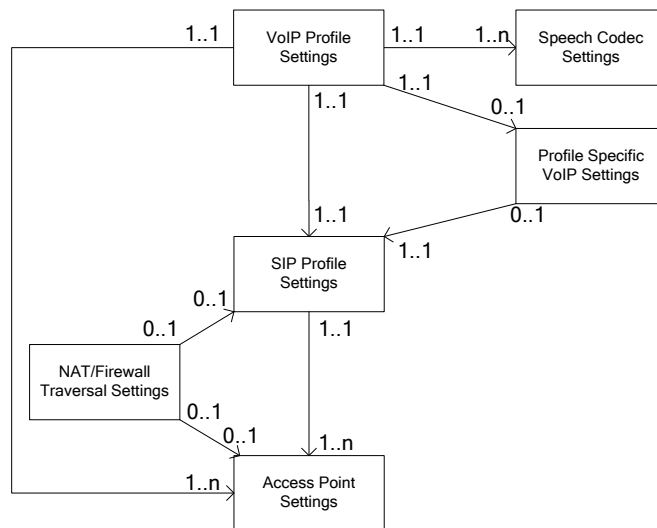 1..1
VoIP Profile
Settings
1..1
1..n
Speech Codec
Settings
1..1
1..1
0..1
Profile Specific
VoIP Settings
0..1
1..1
1..1
SIP Profile
Settings
0..1
0..1
1..1
NAT/Firewall
Traversal Settings
0..1
0..1
1..n
1..n
Access Point
Settings